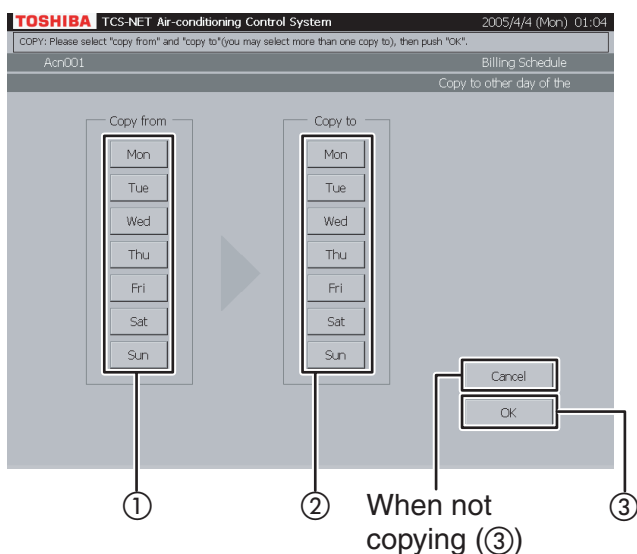 TOSHIBA TCS-NET Air-conditioning Control System 2005/4/4 (Mon) 01:04
COPY: Please select "copy from" and "copy to"(you may select more than one copy to), then push "OK".
Acn001 Billing Schedule
Copy to other day of the
Copy from Copy to
Mon Mon
Tue Tue
Wed Wed
Thu Thu
Fri Fri
Sat Sat
Sun Sun
Cancel
OK
① ② When not ③
copying (③)